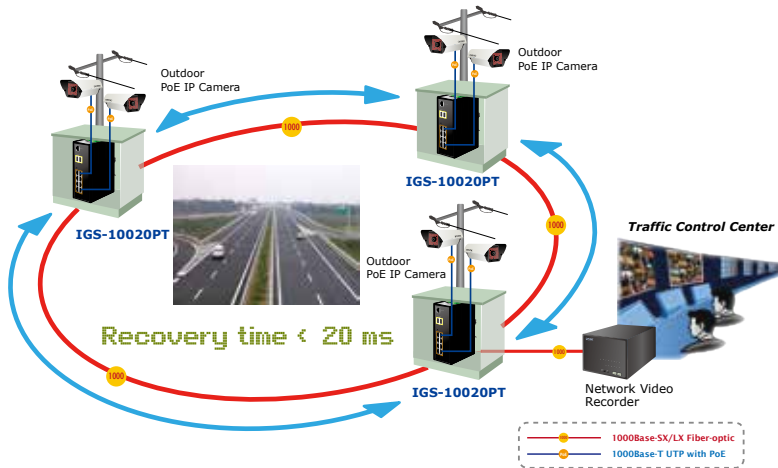 Outdoor
PoE IP Camera
Outdoor
PoE IP Camera
1000
IGS-10020PT
IGS-10020PT
Traffic Control Center
1000
Outdoor
PoE IP Camera
Recovery time < 20 ms
1000
1000
IGS-10020PT
Network Video
Recorder
1000Base-SX/LX Fiber-optic
1000Base-T UTP with PoE